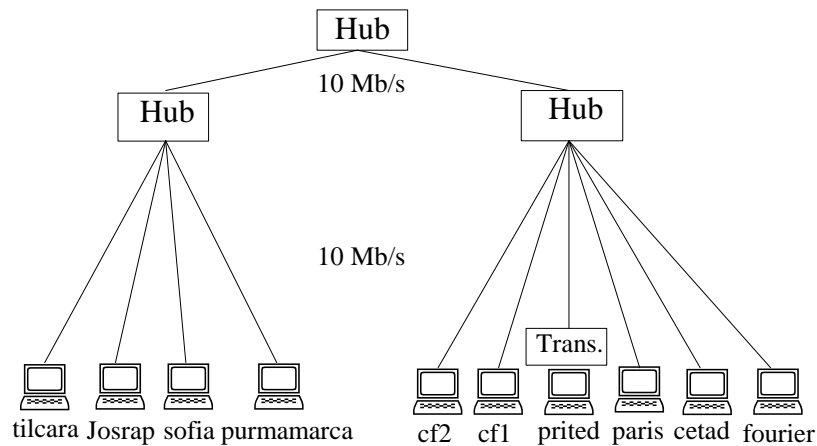 Hub
10 Mb/s
Hub
Hub
10 Mb/s
Trans.
tilcara Josrap sofia purmamarca
cf2 cf1 prited paris cetad fourier